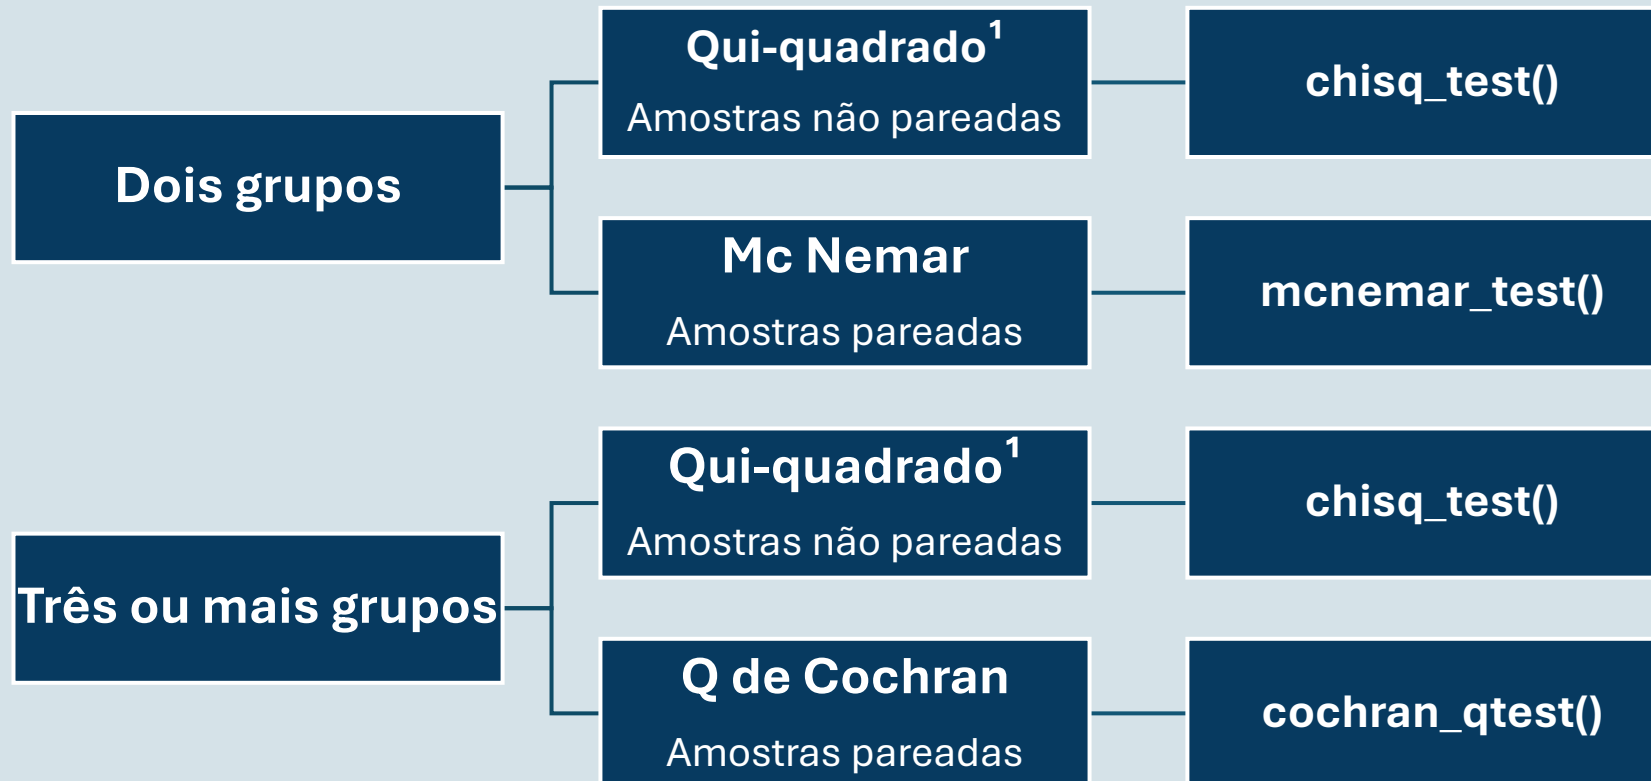 Dois grupos
Qui-quadrado¹
Amostras não pareadas
chisq_test()
Mc Nemar
Amostras pareadas
mcnemar_test()
Três ou mais grupos
Qui-quadrado¹
Amostras não pareadas
chisq_test()
Q de Cochran
Amostras pareadas
cochran_qtest()